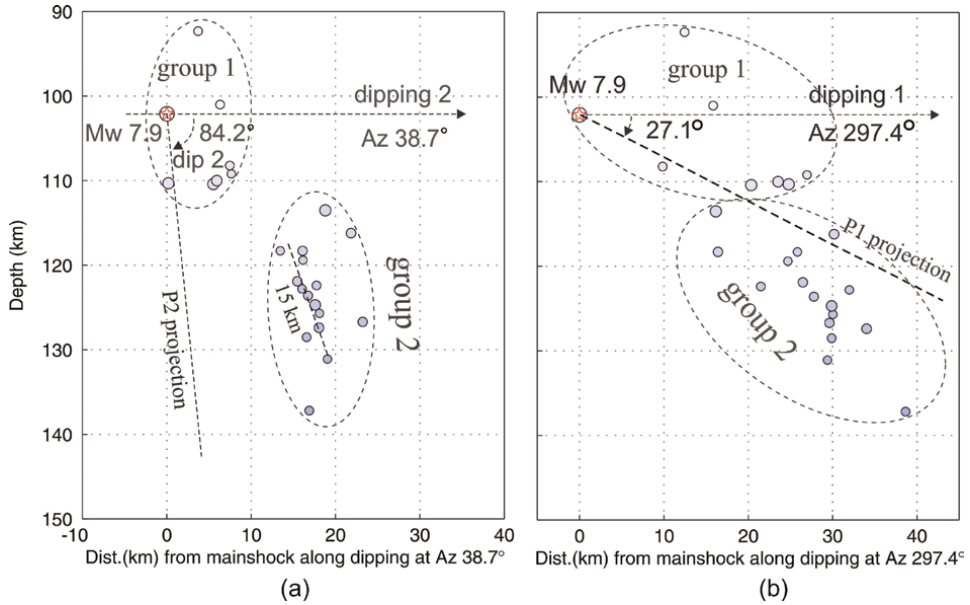 90
100
110
120
130
140
150
Depth (km)
-10
0
10
20
30
40
group 1
dipping 2
Mw 7.9
84.2°
Az 38.7°
dip 2
P2 projection
15 km
group 2
Dist.(km) from mainshock along dipping at Az 38.7°
(a)
group 1
Mw 7.9
dipping 1
27.1°
Az 297.4°
P1 projection
group 2
0
10
20
30
40
Dist.(km) from mainshock along dipping at Az 297.4°
(b)